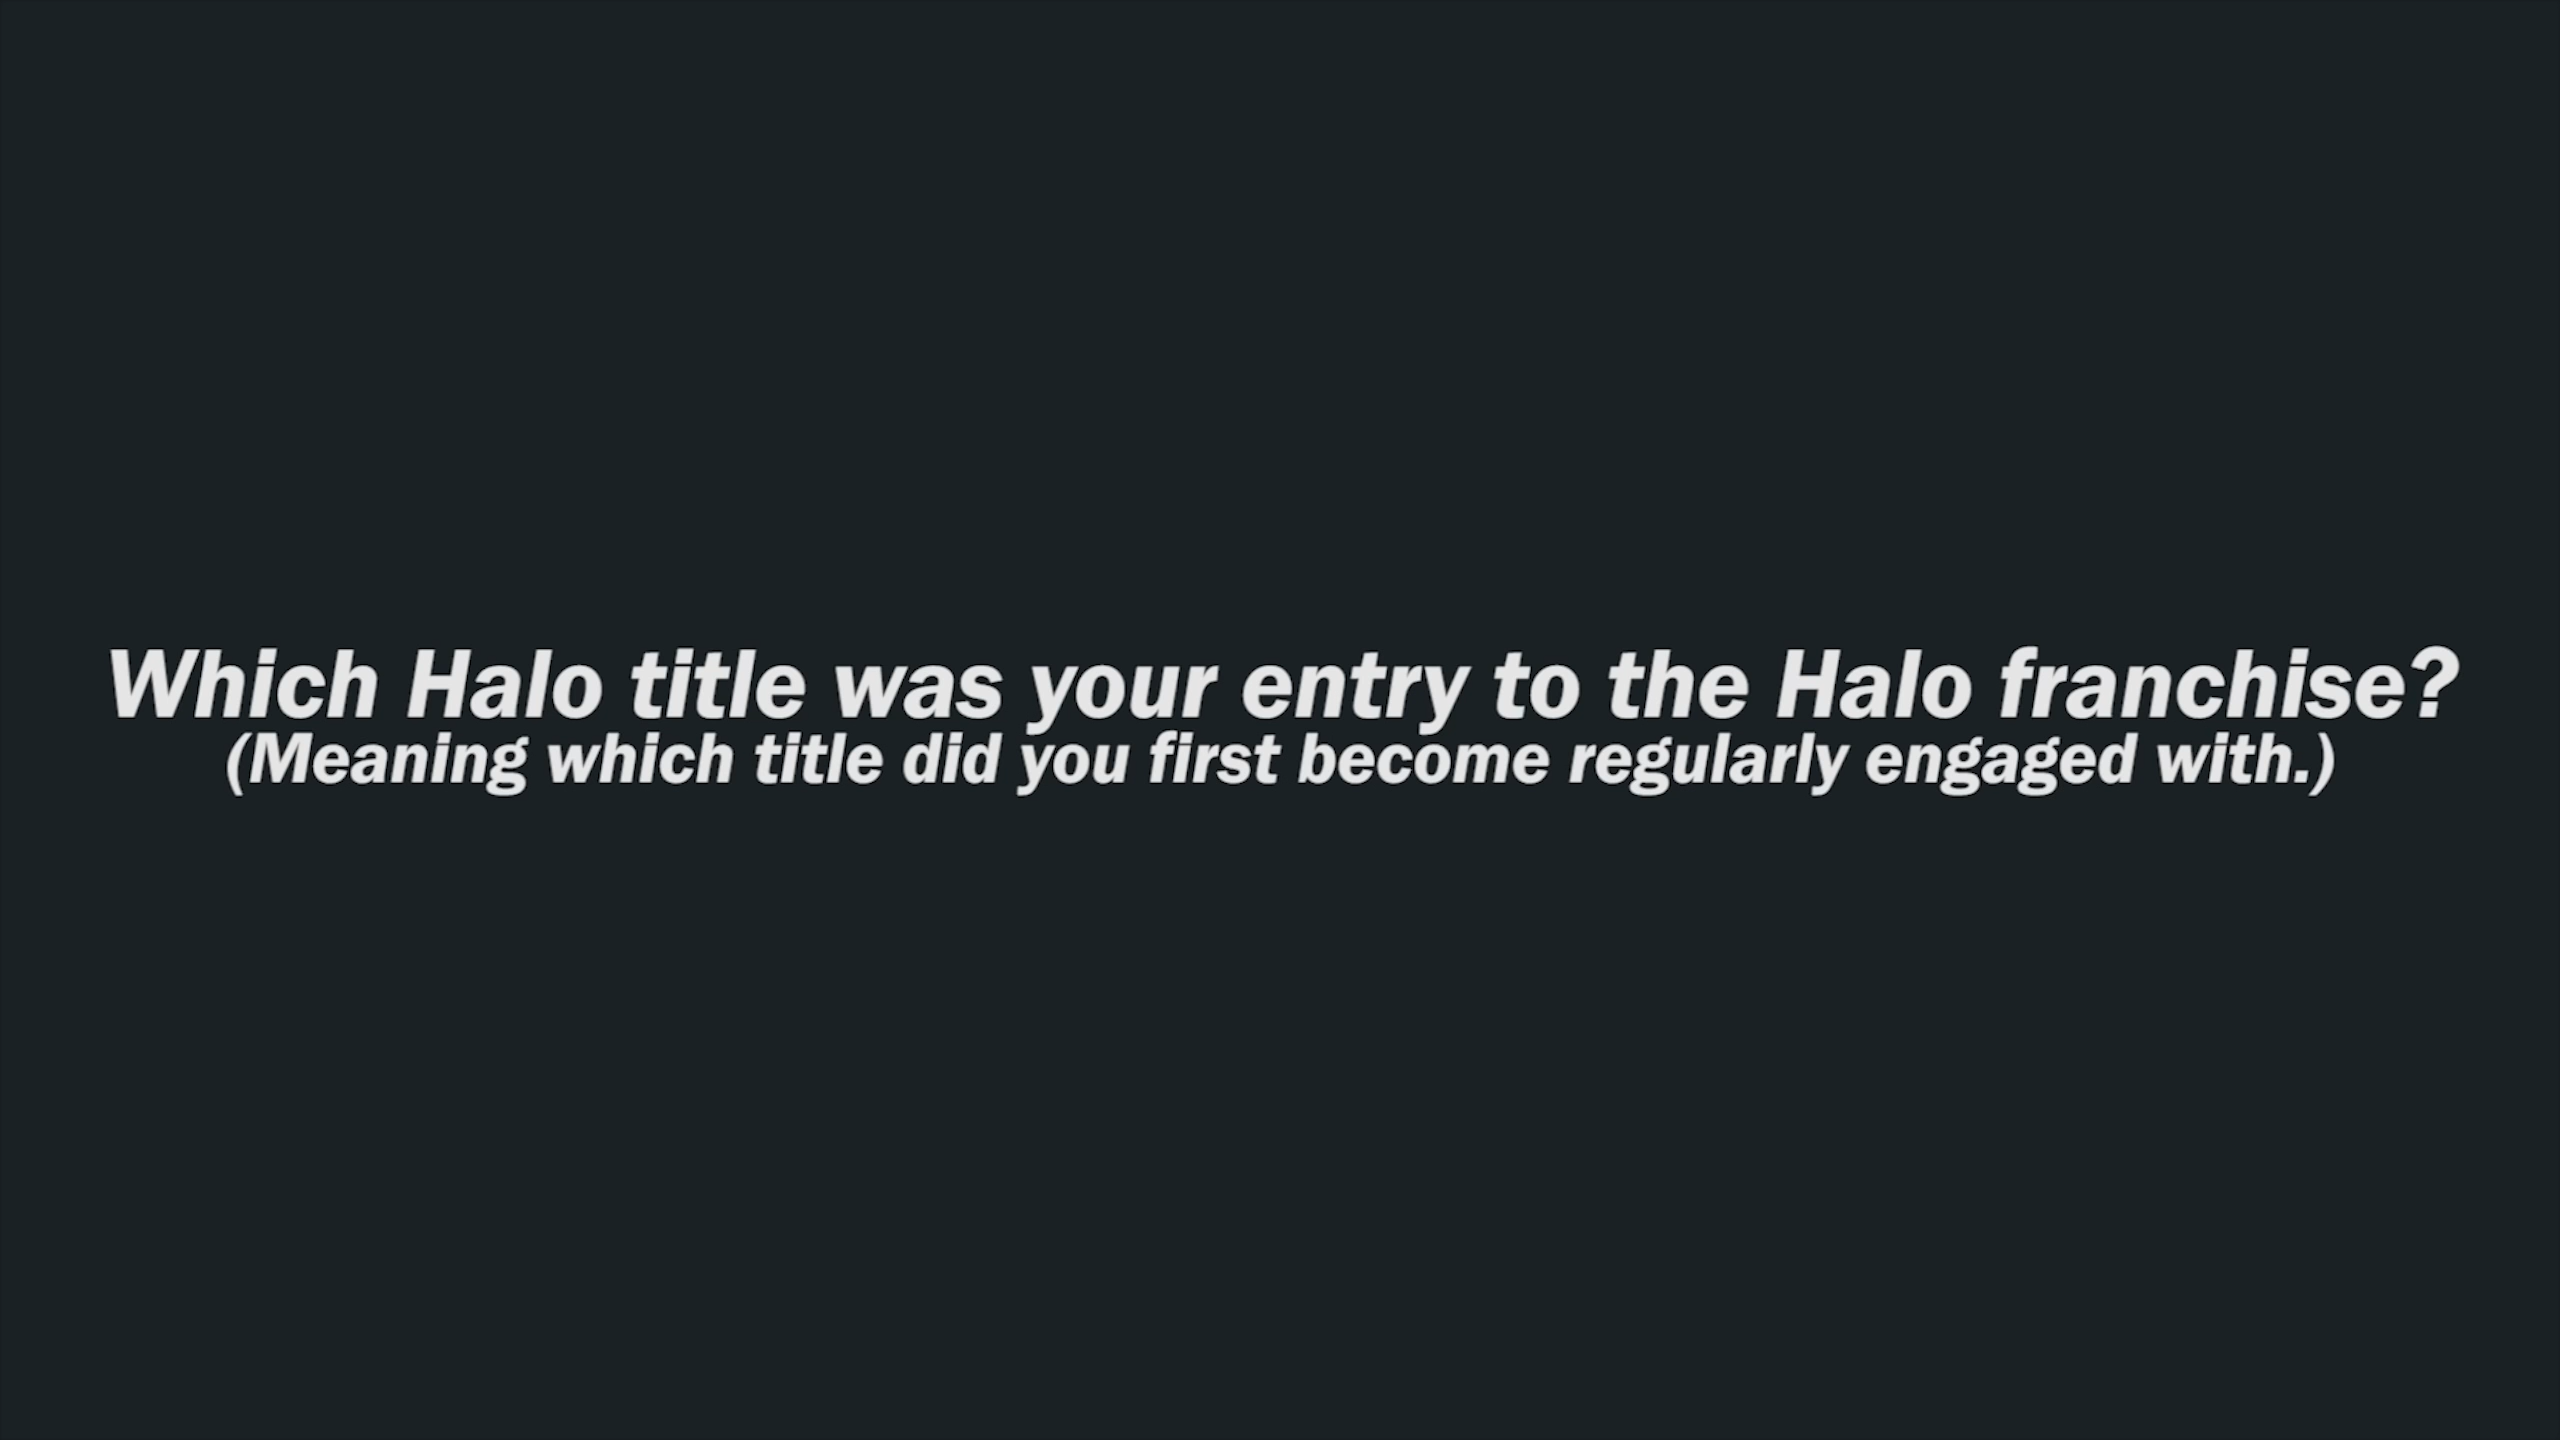 Which Halo title was your entry to the Halo franchise?
(Meaning which title did you first become regularly engaged with.)